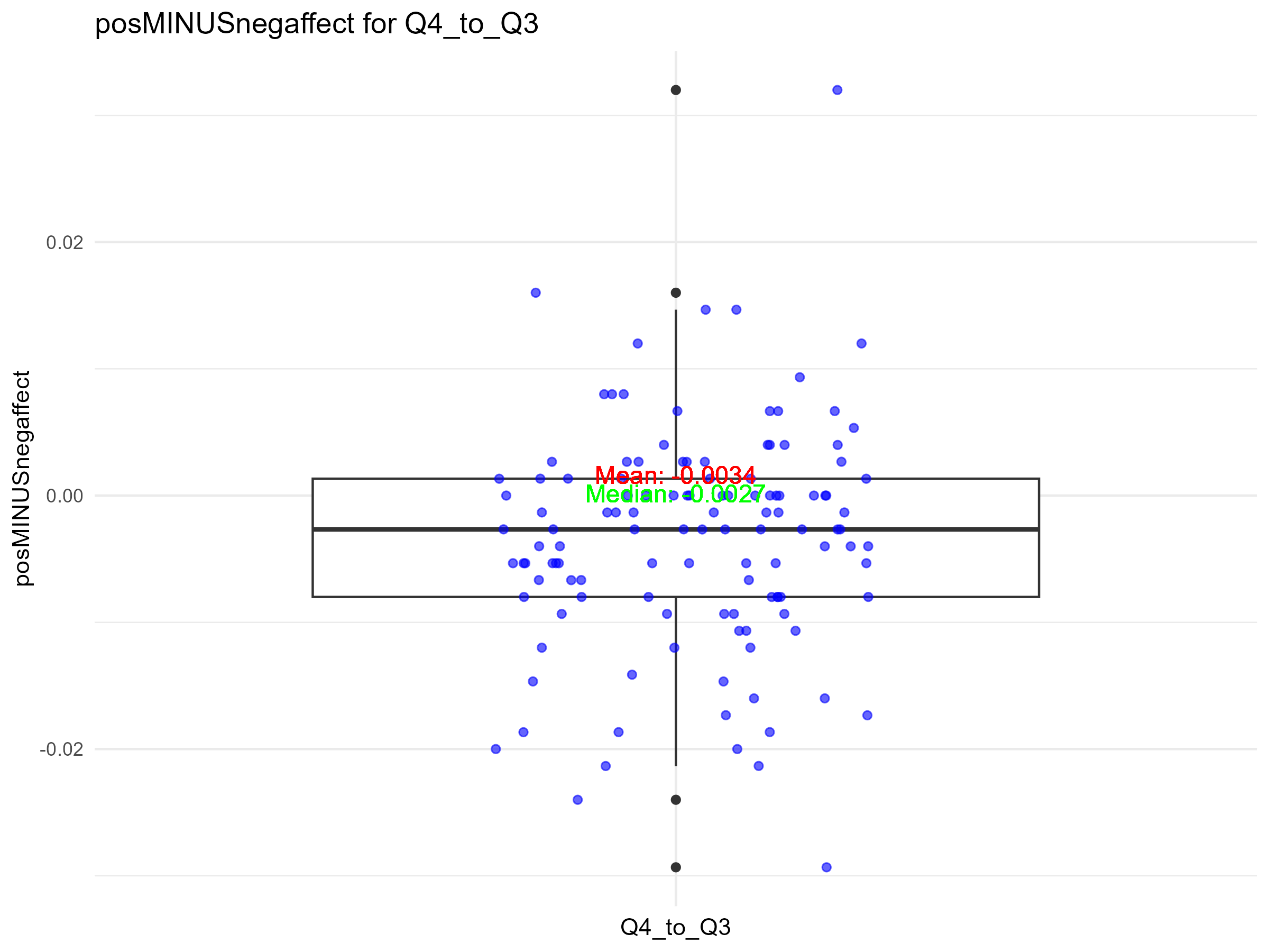 posMINUSnegaffect for Q4_to_Q3
posMINUSnegaffect
0.02
0.00
-0.02
Mean: -0.0034
Median: -0.0027
Q4_to_Q3